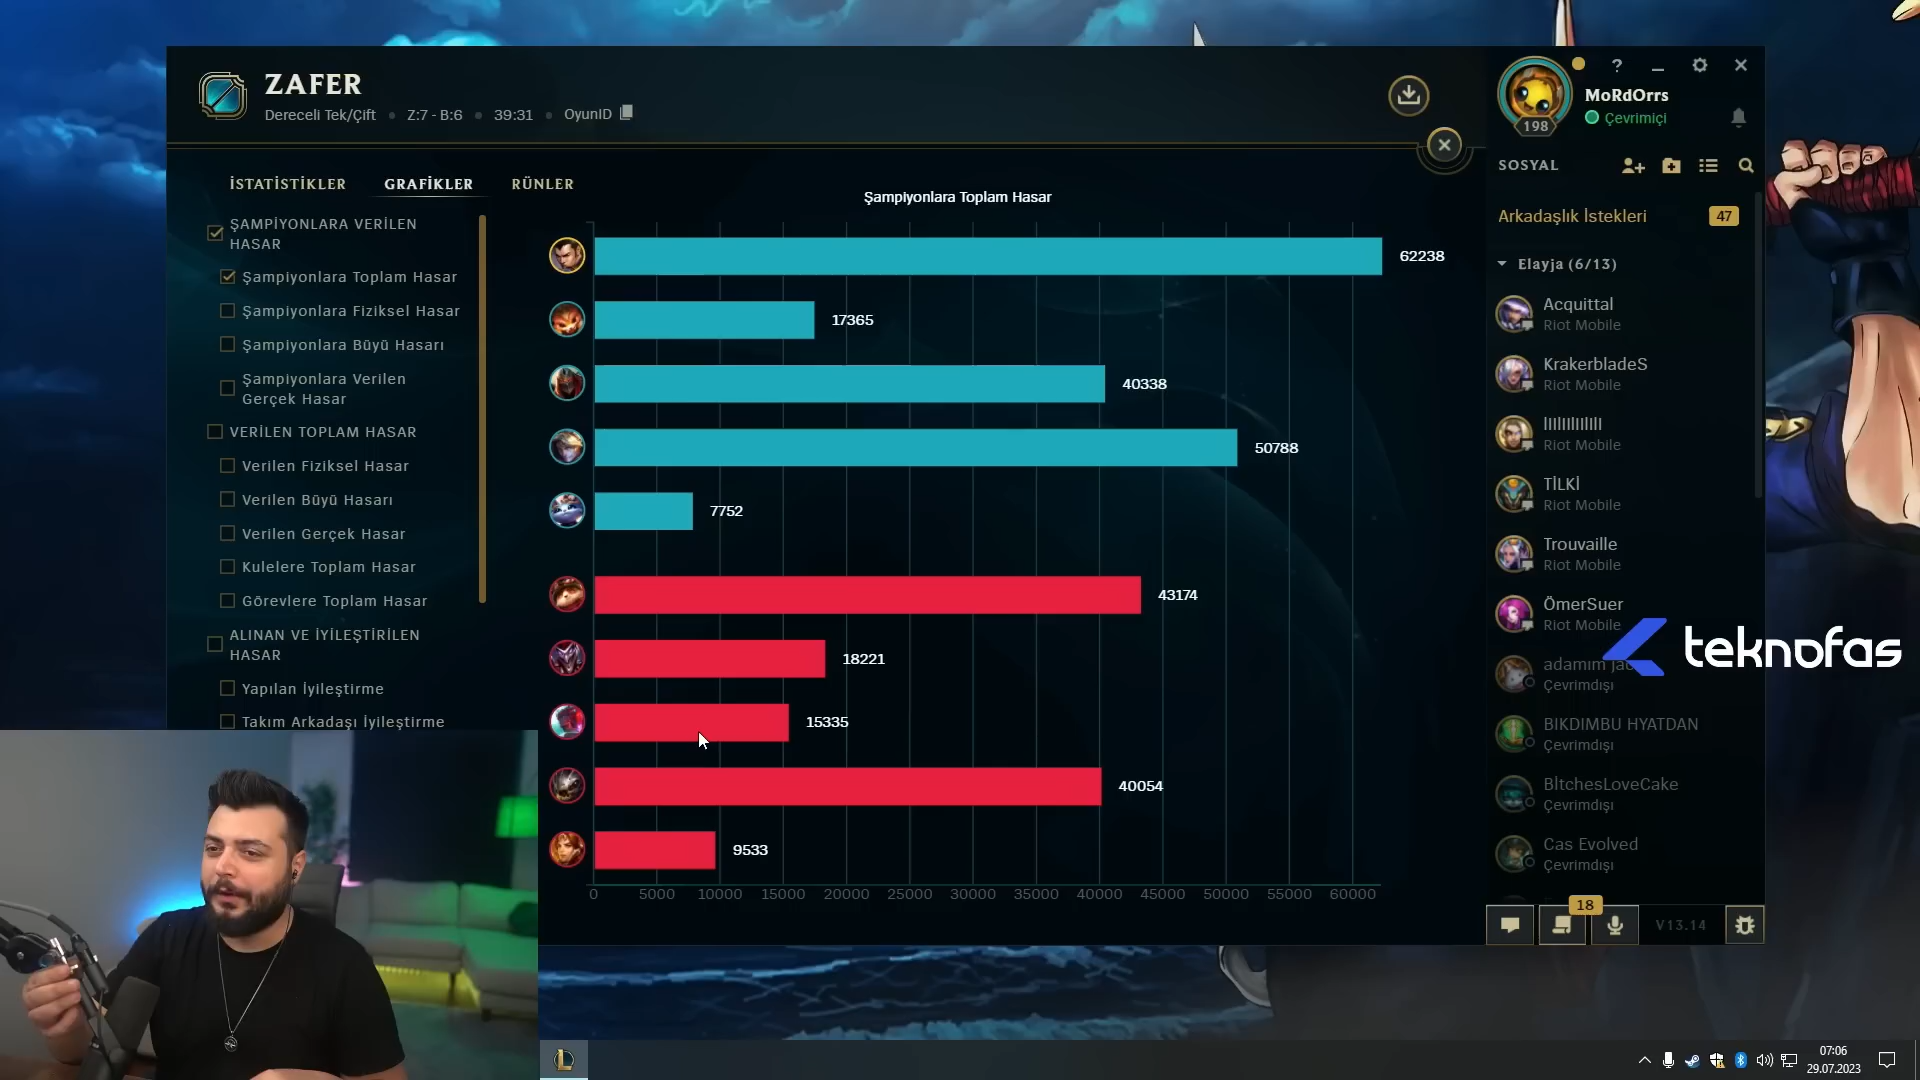 ZAFER
Dereceli Tek/Çift • Z:7 - B:6 • 39:31 • OyunID
İSTATİSTİKLER GRAFİKLER RÜNLER
ŞAMPİYONLARA VERİLEN
HASAR
Şampiyonlara Toplam Hasar
Şampiyonlara Fiziksel Hasar
Şampiyonlara Büyü Hasarı
Şampiyonlara Verilen
Gerçek Hasar
VERİLEN TOPLAM HASAR
Verilen Fiziksel Hasar
Verilen Büyü Hasarı
Verilen Gerçek Hasar
Kulelere Toplam Hasar
Görevlere Toplam Hasar
ALINAN VE İYİLEŞTİRİLEN
HASAR
Yapılan İyileştirme
Takım Arkadaşı İyileştirme
Şampiyonlara Toplam Hasar
62238
17365
40338
50788
7752
43174
18221
15335
40054
9533
0 5000 10000 15000 20000 25000 30000 35000 40000 45000 50000 55000 60000
?
MoRdOrrs
198
Çevrimiçi
SOSYAL
Arkadaşlık İstekleri 47
Elayja (6/13)
Acquittal
Riot Mobile
KrakerbladeS
Riot Mobile
Riot Mobile
TİLKİ
Riot Mobile
Trouvaille
Riot Mobile
ÖmerSuer
Riot Mobile
teknofas
adamım
Çevrimdışı
BIKDIMBU HYATDAN
Çevrimdışı
BİtchesLoveCake
Çevrimdışı
Cas Evolved
Çevrimdışı
18
V13.14
07:06
29.07.2023